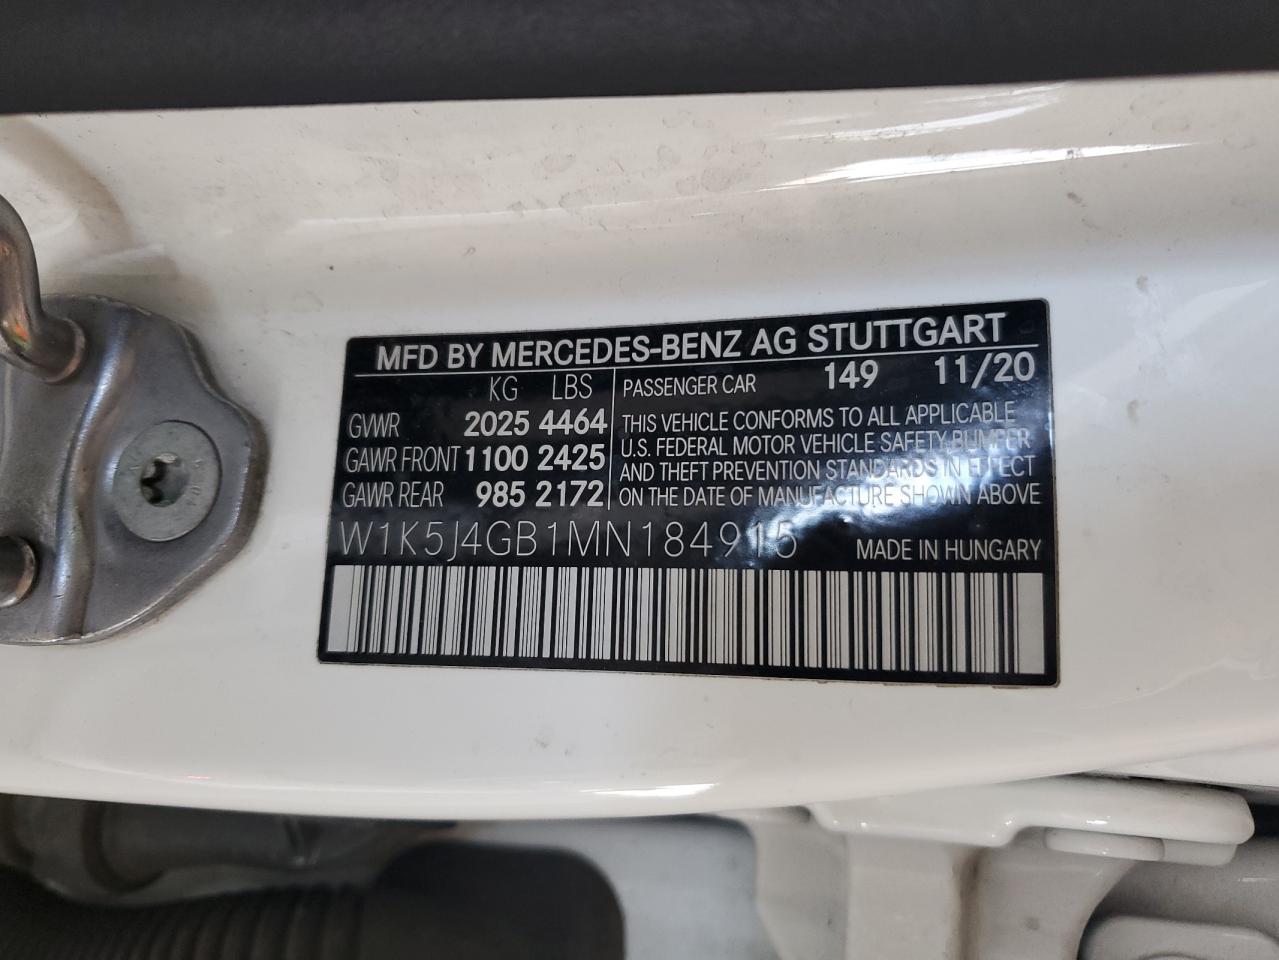 MFD BY MERCEDES-BENZ AG STUTTGART
KG LBS
GVWR 2025 4464
GAWR FRONT 1100 2425
GAWR REAR 985 2172
PASSENGER CAR 149 11/20
THIS VEHICLE CONFORMS TO ALL APPLICABLE
U.S. FEDERAL MOTOR VEHICLE SAFETY BUMPER
AND THEFT PREVENTION STANDARDS IN EFFECT
ON THE DATE OF MANUFACTURE SHOWN ABOVE
W1K5J4GB1MN184915
MADE IN HUNGARY